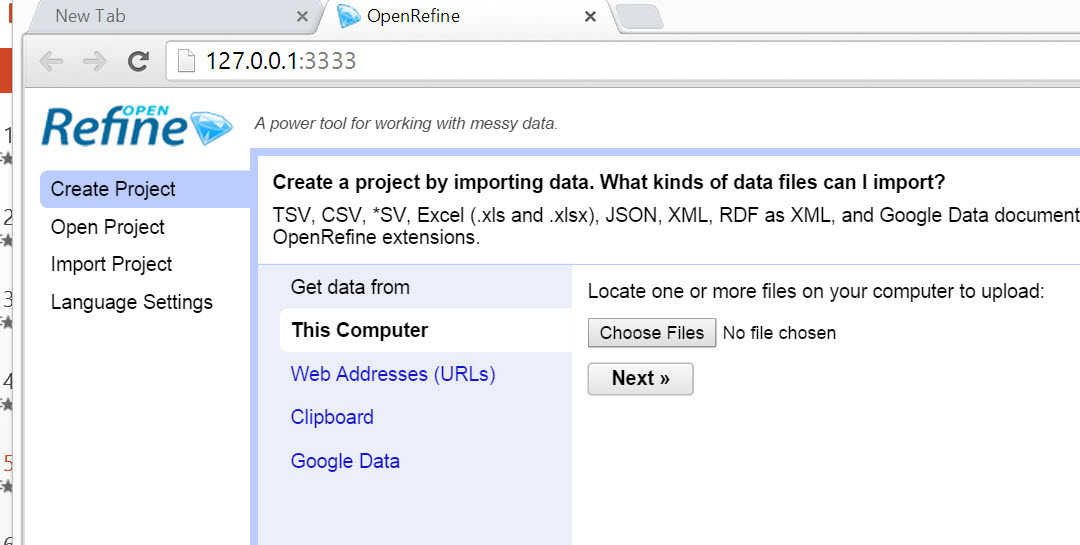 New Tab
OpenRefine
127.0.0.1:3333
OPEN
Refine
A power tool for working with messy data.
Create Project
Open Project
Import Project
Language Settings
Create a project by importing data. What kinds of data files can I import?
TSV, CSV, *SV, Excel (.xls and .xlsx), JSON, XML, RDF as XML, and Google Data document
OpenRefine extensions.
Get data from
This Computer
Web Addresses (URLs)
Clipboard
Google Data
Locate one or more files on your computer to upload:
Choose Files No file chosen
Next »
1
2
3
4
5
6